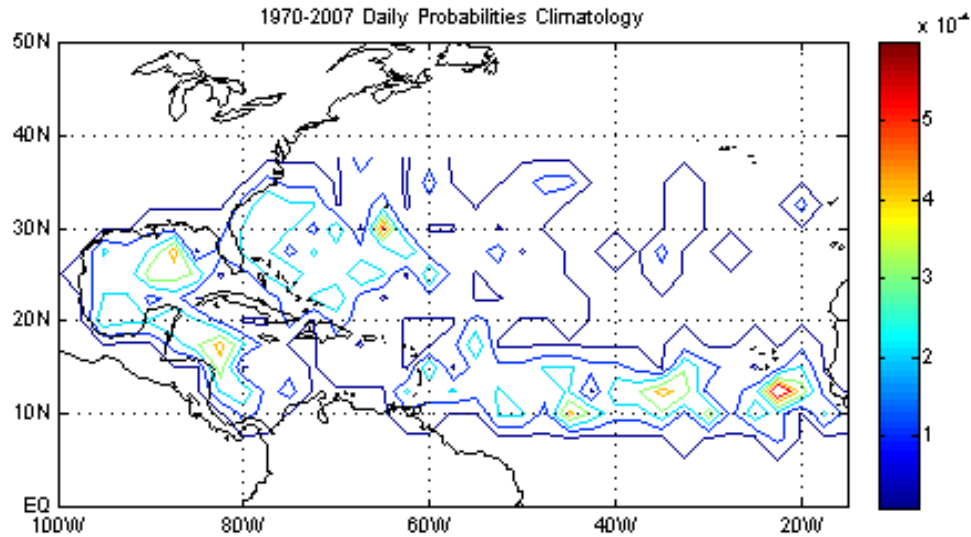 1970-2007 Daily Probabilities Climatology
x 10⁻⁴
50N
40N
30N
20N
10N
EQ
100W
80W
60W
40W
20W
5
4
3
2
1